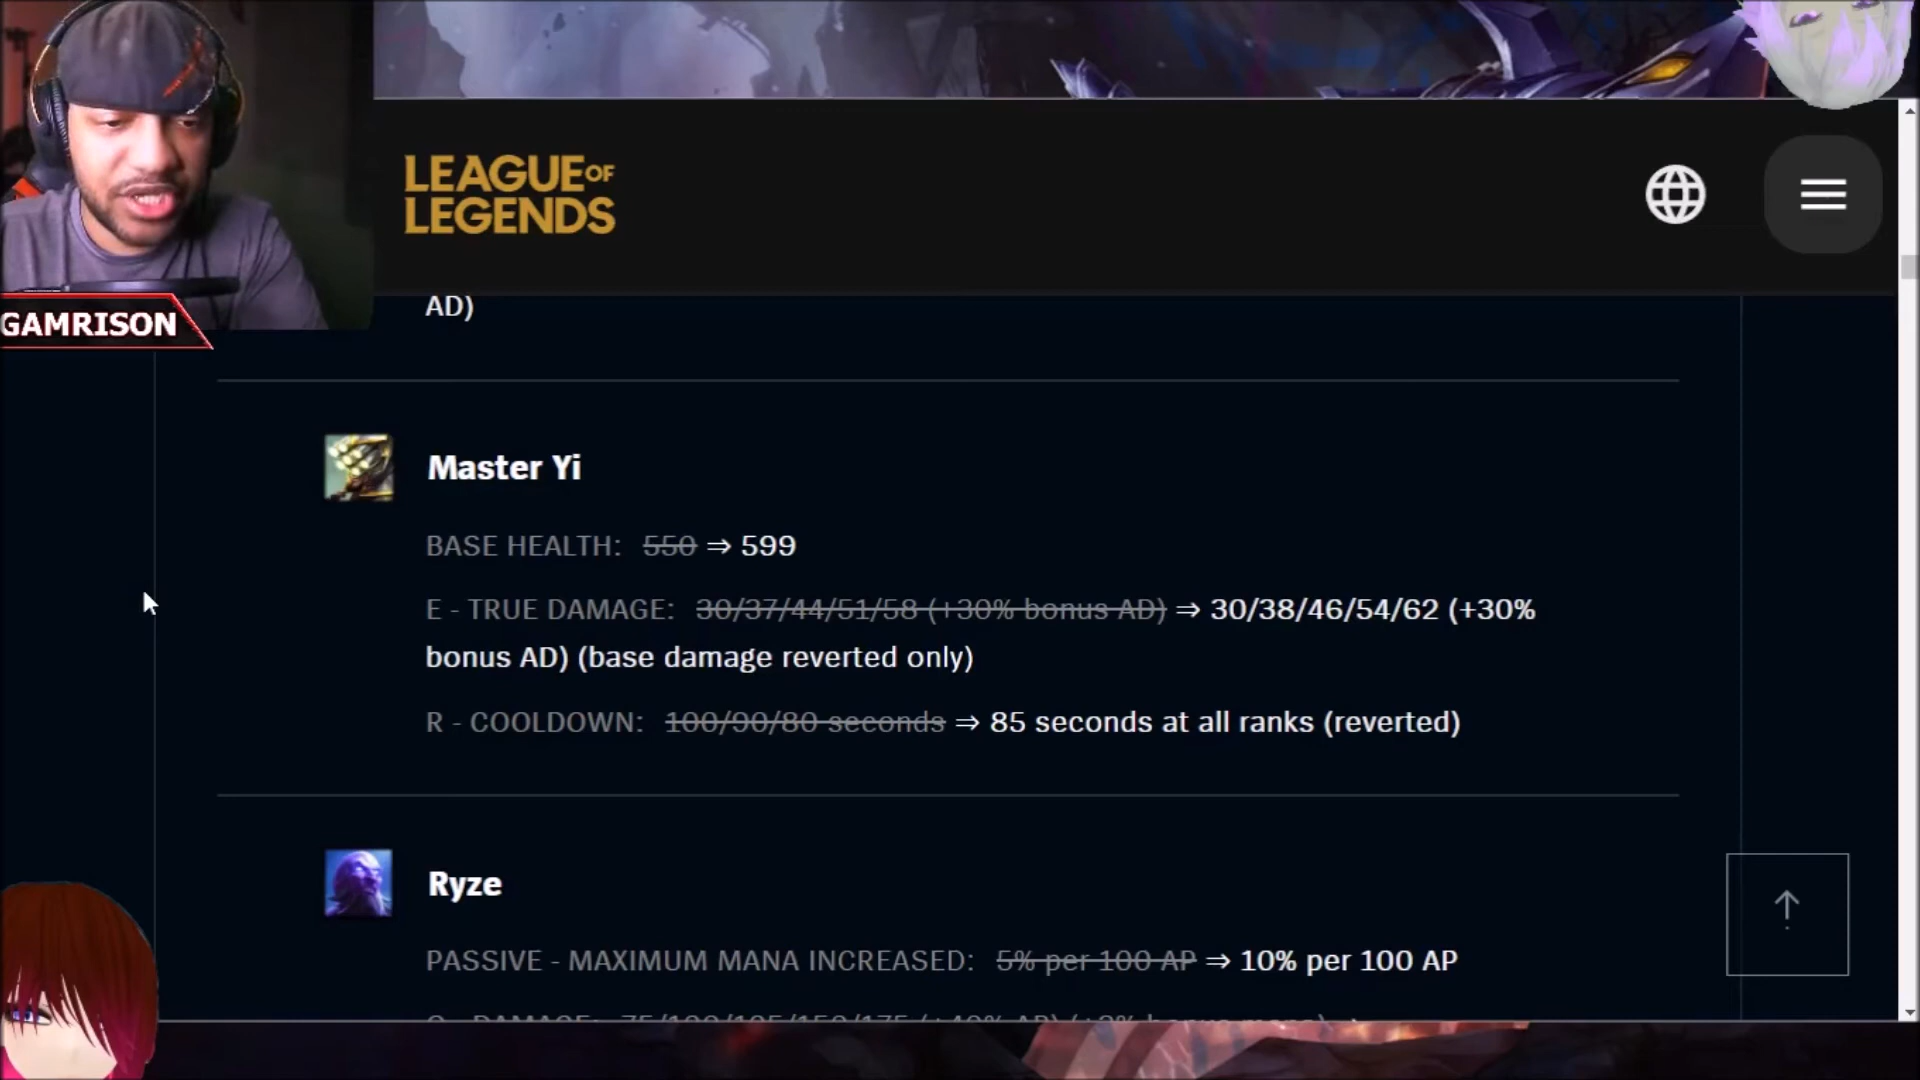 LEAGUE OF
LEGENDS
GAMRISON
AD)
Master Yi
BASE HEALTH: 550 ⇒ 599
E - TRUE DAMAGE: 30/37/44/51/58 (+30% bonus AD) ⇒ 30/38/46/54/62 (+30%
bonus AD) (base damage reverted only)
R - COOLDOWN: 100/90/80 seconds ⇒ 85 seconds at all ranks (reverted)
Ryze
PASSIVE - MAXIMUM MANA INCREASED: 5% per 100 AP ⇒ 10% per 100 AP